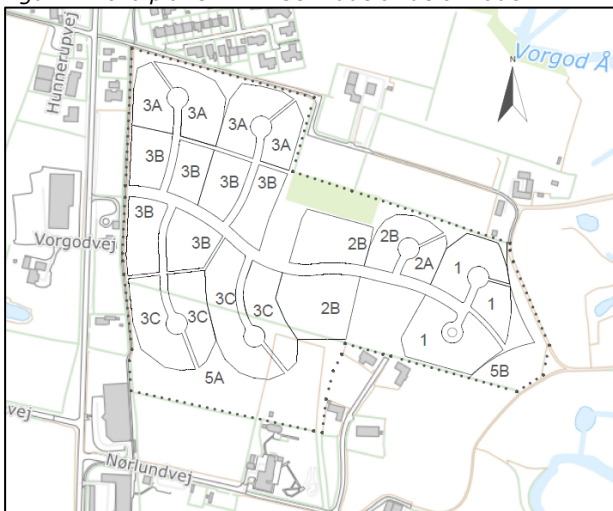 Vorgod Å
Hunnerupvej
N
3A
3A
3A
3A
3B
3B
3B
3B
3B
3B
2B
2B
2A
1
1
1
Vorgodvej
3C
3C
3C
3C
2B
5A
5B
vej
Nørlundvej